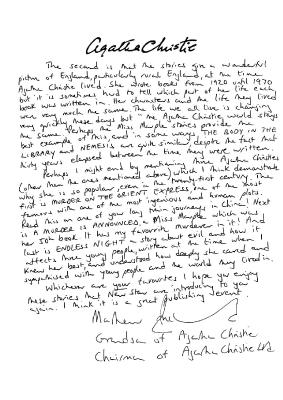 Agatha Christie
The second is that the stories give a wonderful
picture of England, particularly rural England, at the time
Agatha Christie lived. She wrote books from 1920 until 1970
but it is sometimes hard to tell which part of her life each
book was written in. Her characters and the life they lived
were very much the same. The life we all live is changing
very quickly these days but in the Agatha Christie world stays
the same. Perhaps the Miss Marple stories provide the
best example of this, and in some ways THE BODY IN THE
LIBRARY and NEMESIS are quite similar despite the fact that
thirty years elapsed between the time they were written.
Perhaps I might end by mentioning three Agatha Christies
(other than the ones mentioned above) which I think demonstrate
why she is so popular, even in the twenty-first century. The
first is MURDER ON THE ORIENT EXPRESS, one of the most
famous with one of the most ingenious and human plots.
Read this on one of your long train journeys in China! Next
A MURDER IS ANNOUNCED, a Miss Marple which was
her 50th book. It has my favourite murderer in it! And
last is ENDLESS NIGHT a story about evil and how it
affects three young people, written at the time when I
knew her best, and understood how deeply she cared and
sympathised with young people and the world they lived in.
Whichever are your favourites I hope you enjoy
these stories that New Star are introducing to you
again. I think it is a great publishing event.
Mathew
Grandson of Agatha Christie
Chairman of Agatha Christie Ltd